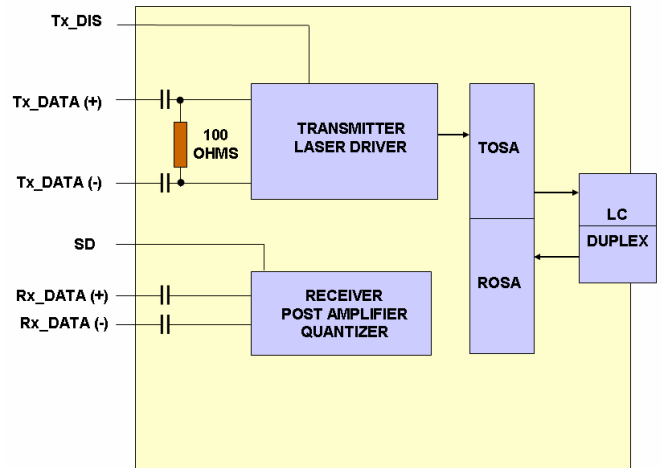 Tx_DIS
Tx_DATA (+)
100
OHMS
Tx_DATA (-)
TRANSMITTER
LASER DRIVER
TOSA
LC
DUPLEX
SD
Rx_DATA (+)
Rx_DATA (-)
RECEIVER
POST AMPLIFIER
QUANTIZER
ROSA